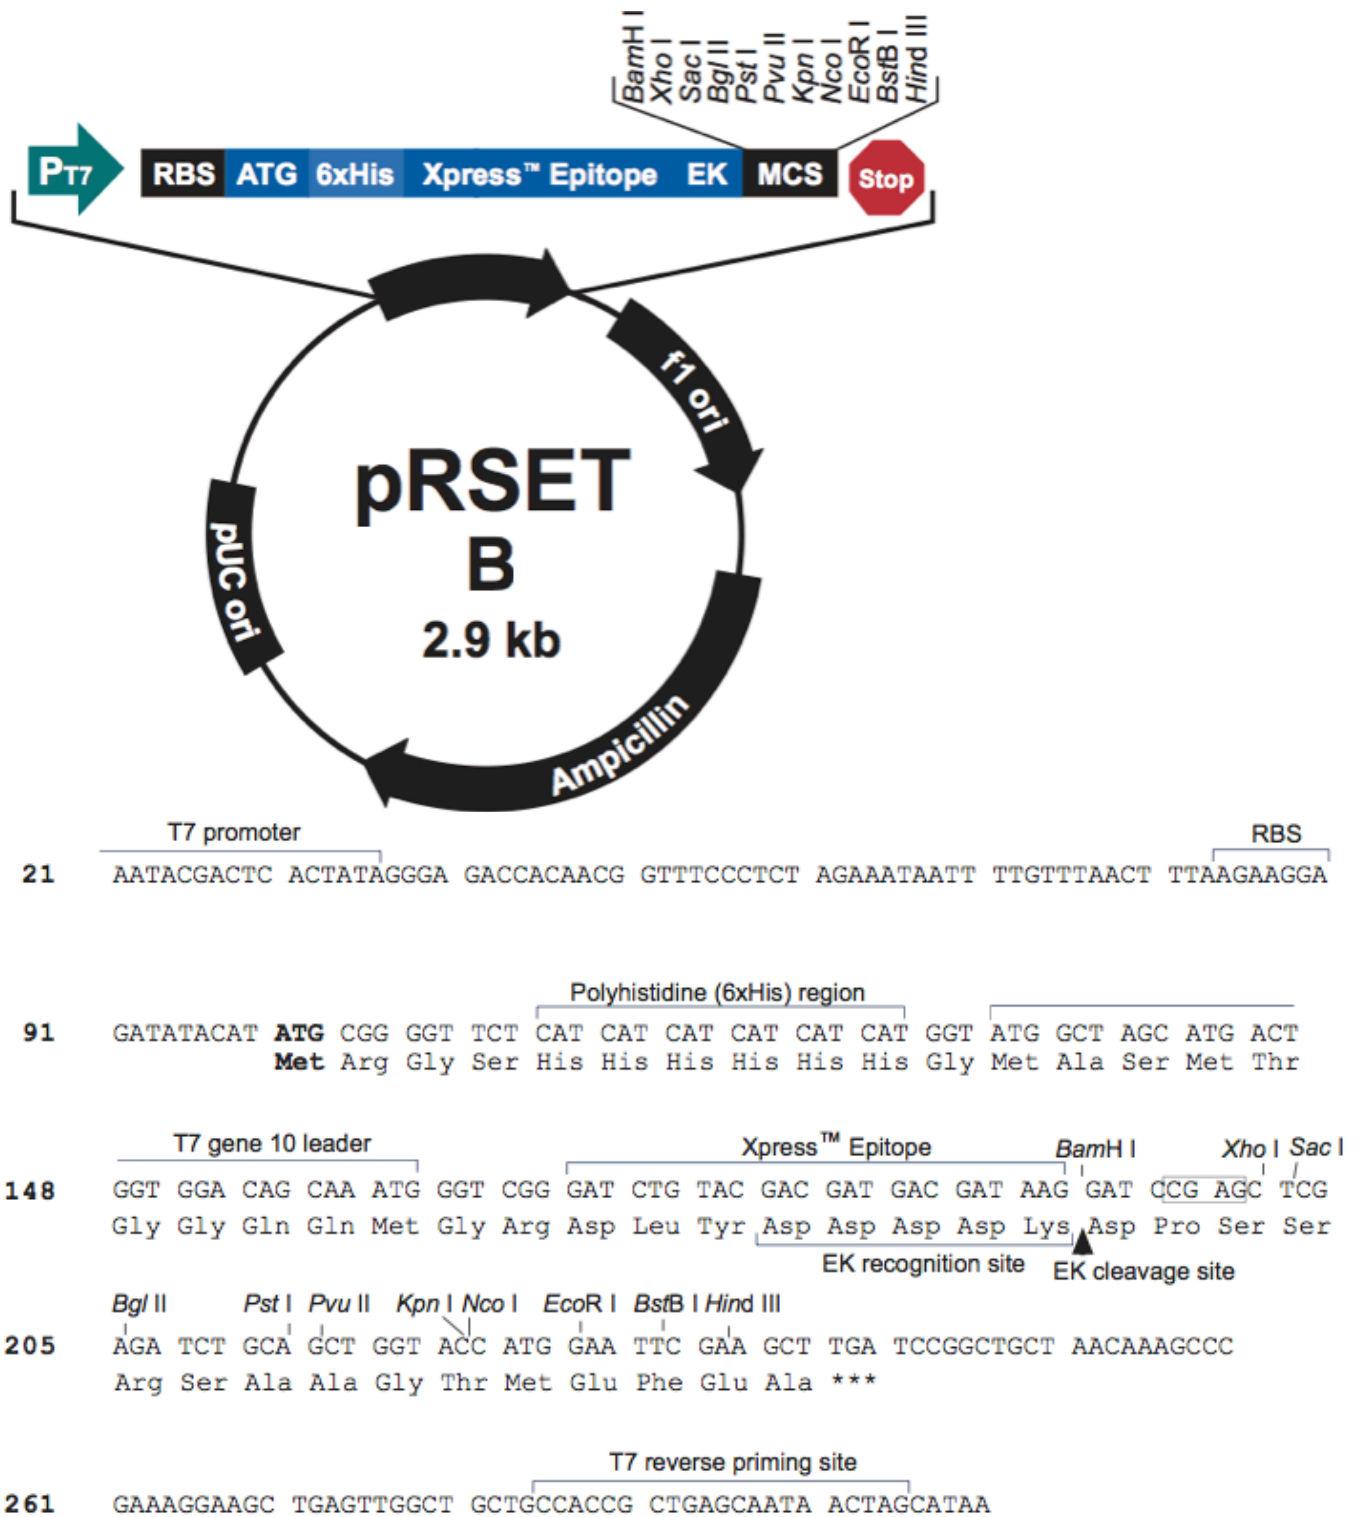 BamH I
Xho I
Sac I
Bgl II
Pst I
Pvu II
Kpn I
Nco I
EcoR I
BstB I
Hind III
PT7 RBS ATG 6xHis Xpress™ Epitope EK MCS Stop
f1 ori
pRSET
B
2.9 kb
pUC ori
Ampicillin
T7 promoter RBS
21 AATACGACTC ACTATAGGGA GACCACAACG GTTTCCCTCT AGAAATAATT TTGTTTAACT TTAAGAAGGA
Polyhistidine (6xHis) region
91 GATATACAT ATG CGG GGT TCT CAT CAT CAT CAT CAT CAT GGT ATG GCT AGC ATG ACT
Met Arg Gly Ser His His His His His His Gly Met Ala Ser Met Thr
T7 gene 10 leader Xpress™ Epitope BamH I Xho I Sac I
148 GGT GGA CAG CAA ATG GGT CGG GAT CTG TAC GAC GAT GAC GAT AAG GAT CCG AGC TCG
Gly Gly Gln Gln Met Gly Arg Asp Leu Tyr Asp Asp Asp Asp Lys Asp Pro Ser Ser
EK recognition site EK cleavage site
Bgl II Pst I Pvu II Kpn I Nco I EcoR I BstB I Hind III
205 AGA TCT GCA GCT GGT ACC ATG GAA TTC GAA GCT TGA TCCGGCTGCT AACAAAGCCC
Arg Ser Ala Ala Gly Thr Met Glu Phe Glu Ala ***
T7 reverse priming site
261 GAAAGGAAGC TGAGTTGGCT GCTGCCACCG CTGAGCAATA ACTAGCATAA